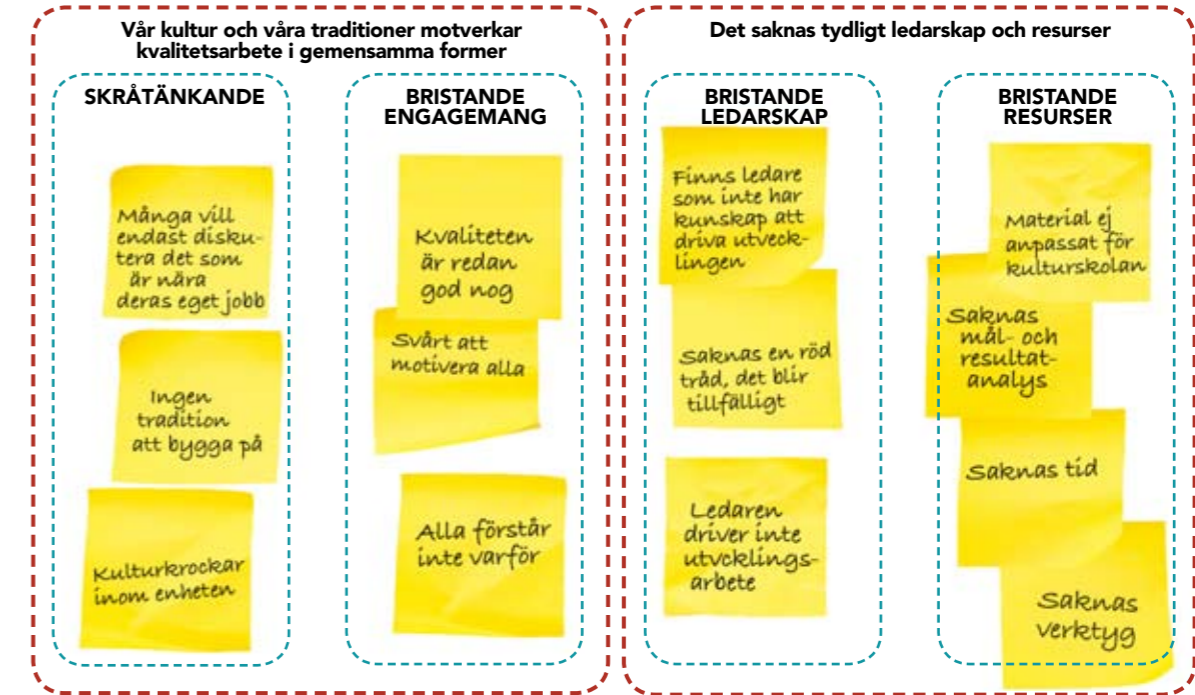 Vår kultur och våra traditioner motverkar
kvalitetsarbete i gemensamma former
SKRÅTÄNKANDE
Många vill
endast disku-
tera det som
är nära
deras eget jobb
Ingen
tradition
att bygga på
Kulturkrockar
inom enheten
BRISTANDE
ENGAGEMANG
Kvaliteten
är redan
god nog
Svårt att
motivera alla
Alla förstår
inte varför
Det saknas tydligt ledarskap och resurser
BRISTANDE
LEDARSKAP
Finns ledare
som inte har
kunskap att
driva utveck-
lingen
Saknas en röd
tråd, det blir
tillfälligt
Ledaren
driver inte
utvcklings-
arbete
BRISTANDE
RESURSER
Material ej
anpassat för
kulturskolan
Saknas
mål- och
resultat-
analys
Saknas tid
Saknas
verktyg